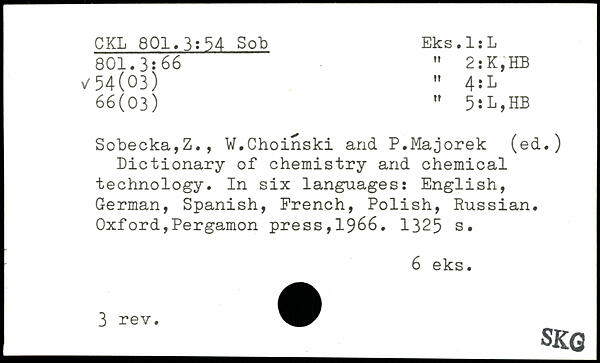 CKL 801.3:54 Sob Eks.1:L
801.3:66 " 2:K,HB
✓54(03) " 4:L
66(03) " 5:L,HB
Sobecka,Z., W.Choiński and P.Majorek (ed.)
Dictionary of chemistry and chemical
technology. In six languages: English,
German, Spanish, French, Polish, Russian.
Oxford,Pergamon press,1966. 1325 s.
6 eks.
3 rev.
SKG